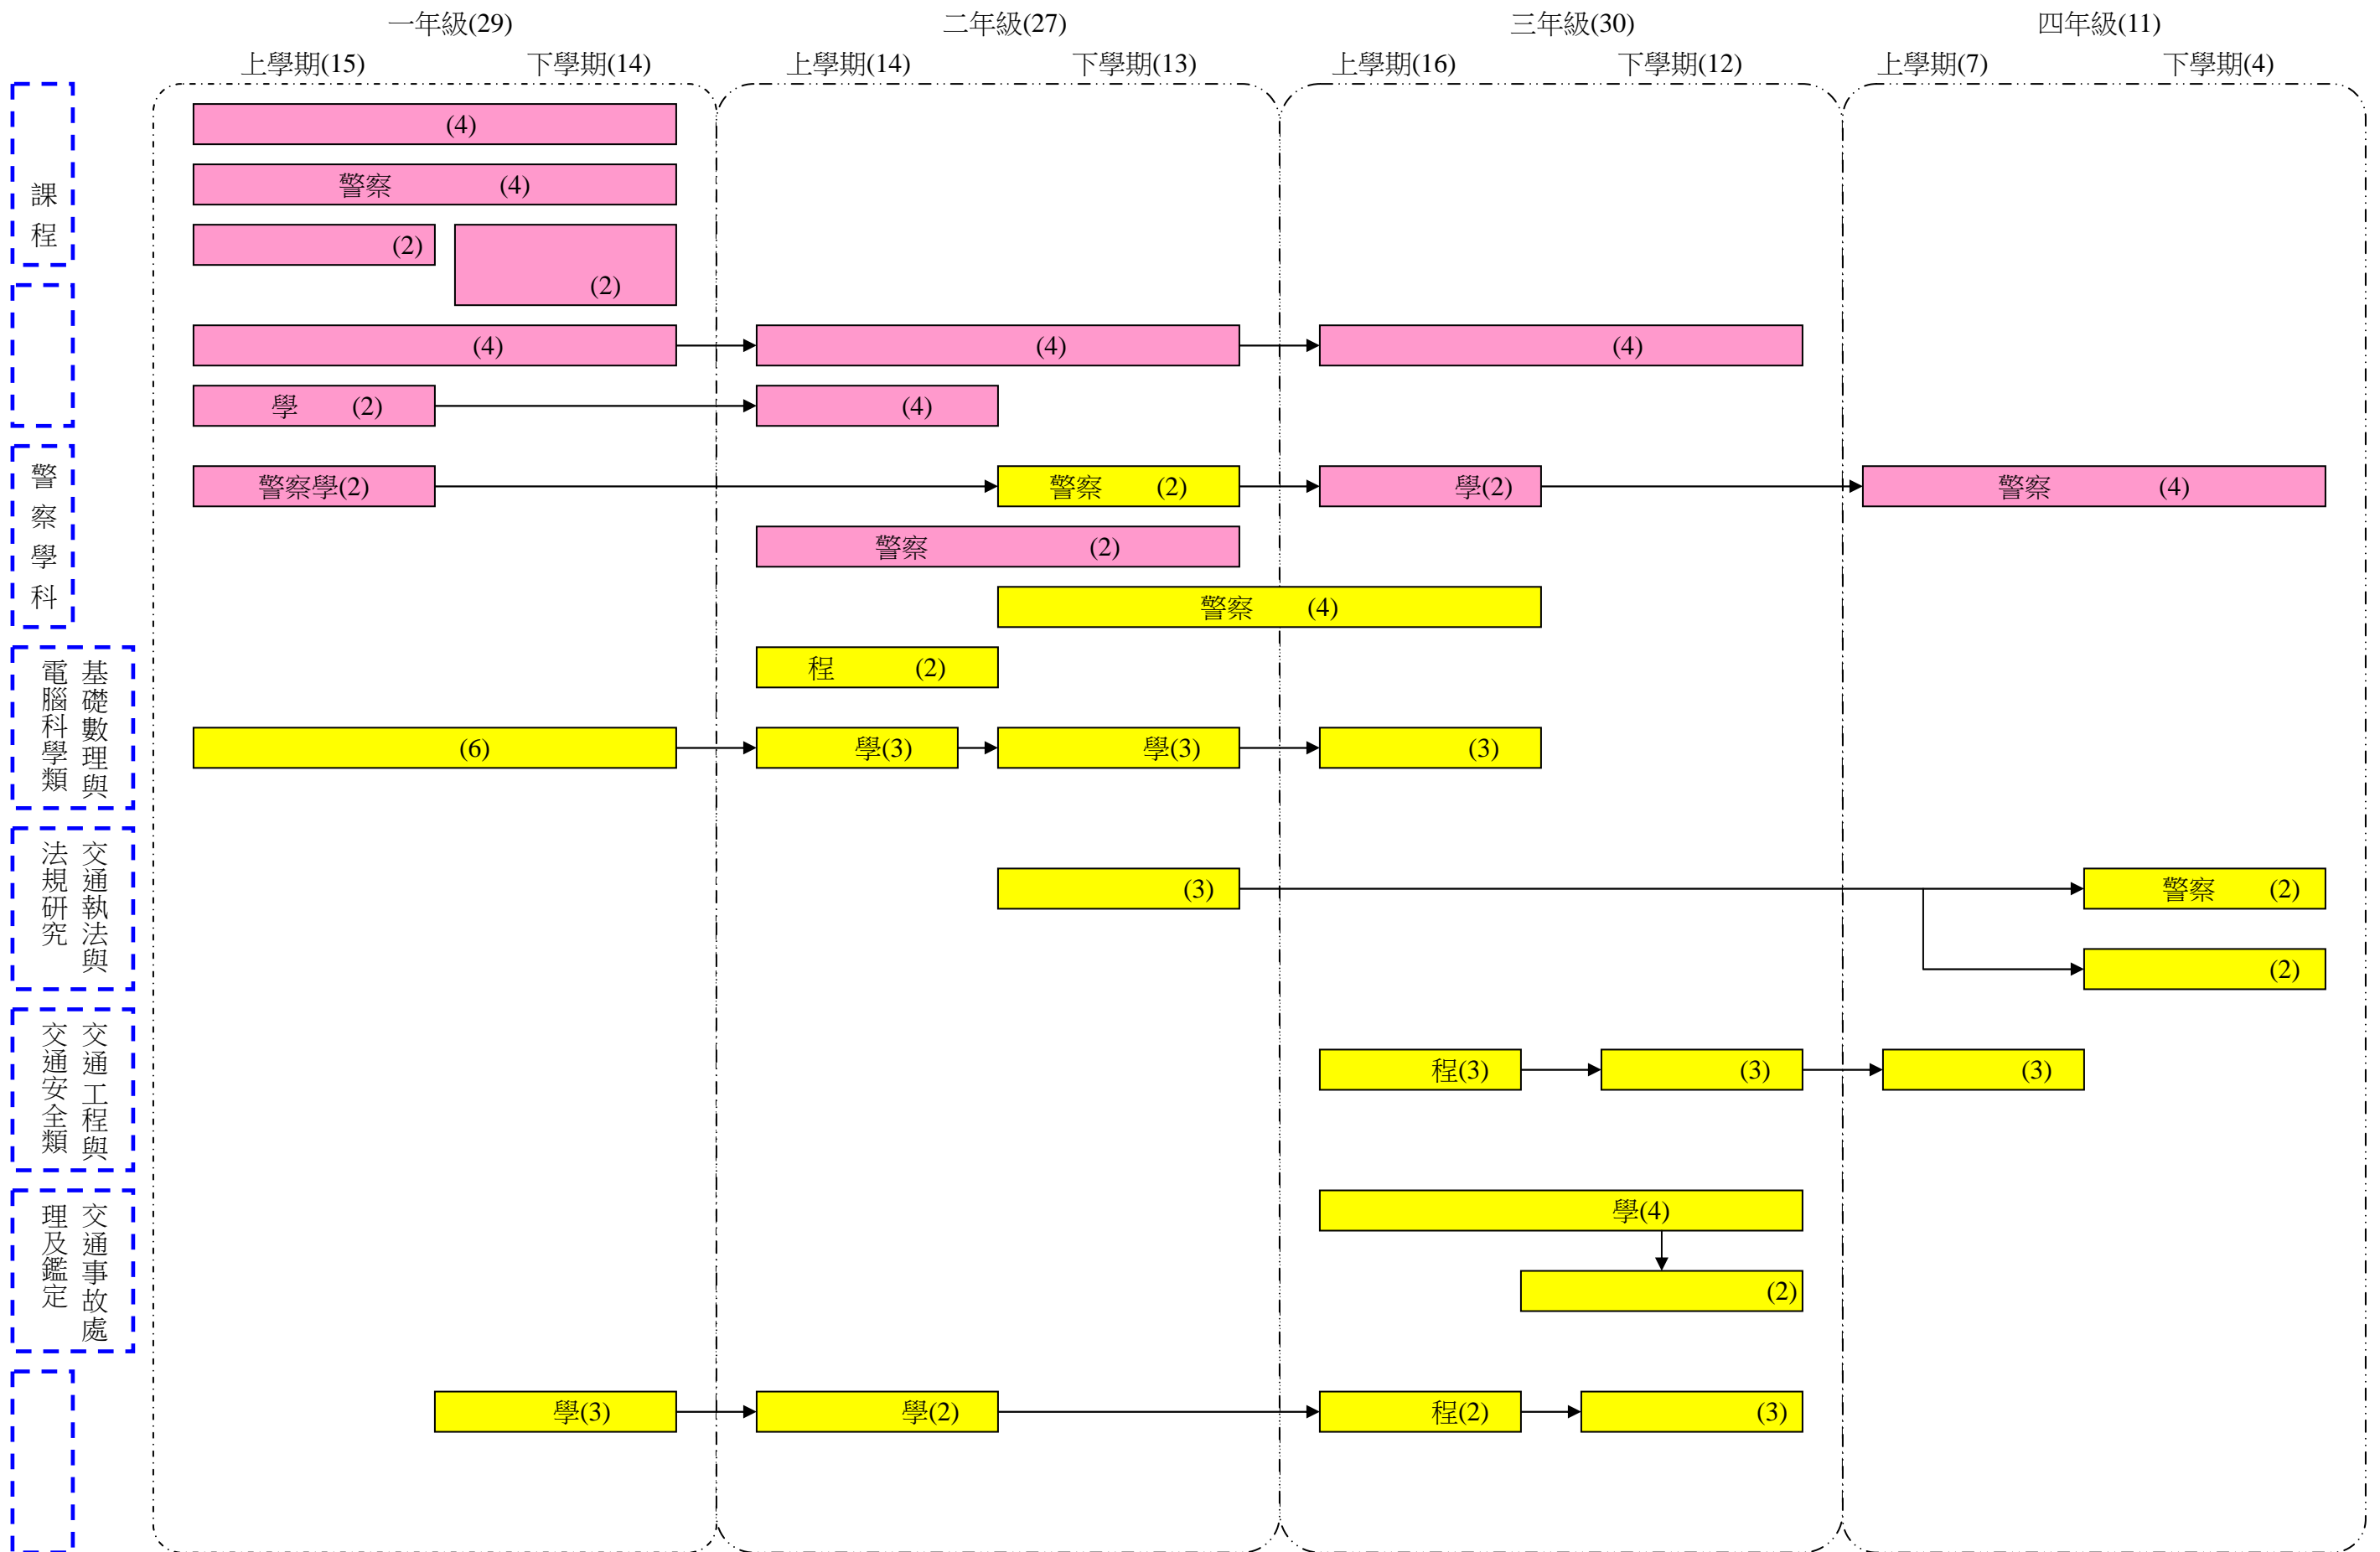 一年級(29)
二年級(27)
三年級(30)
四年級(11)
上學期(15)
下學期(14)
上學期(14)
下學期(13)
上學期(16)
下學期(12)
上學期(7)
下學期(4)
課程
(4)
警察 (4)
(2)
(2)
(4)
(4)
(4)
學 (2)
(4)
警察學科
警察學(2)
警察 (2)
學(2)
警察 (4)
警察 (2)
警察 (4)
程 (2)
基礎數理與
電腦科學類
(6)
學(3)
學(3)
(3)
交通執法與
法規研究
(3)
警察 (2)
(2)
交通工程與
交通安全類
程(3)
(3)
(3)
交通事故處
理及鑑定
學(4)
(2)
學(3)
學(2)
程(2)
(3)